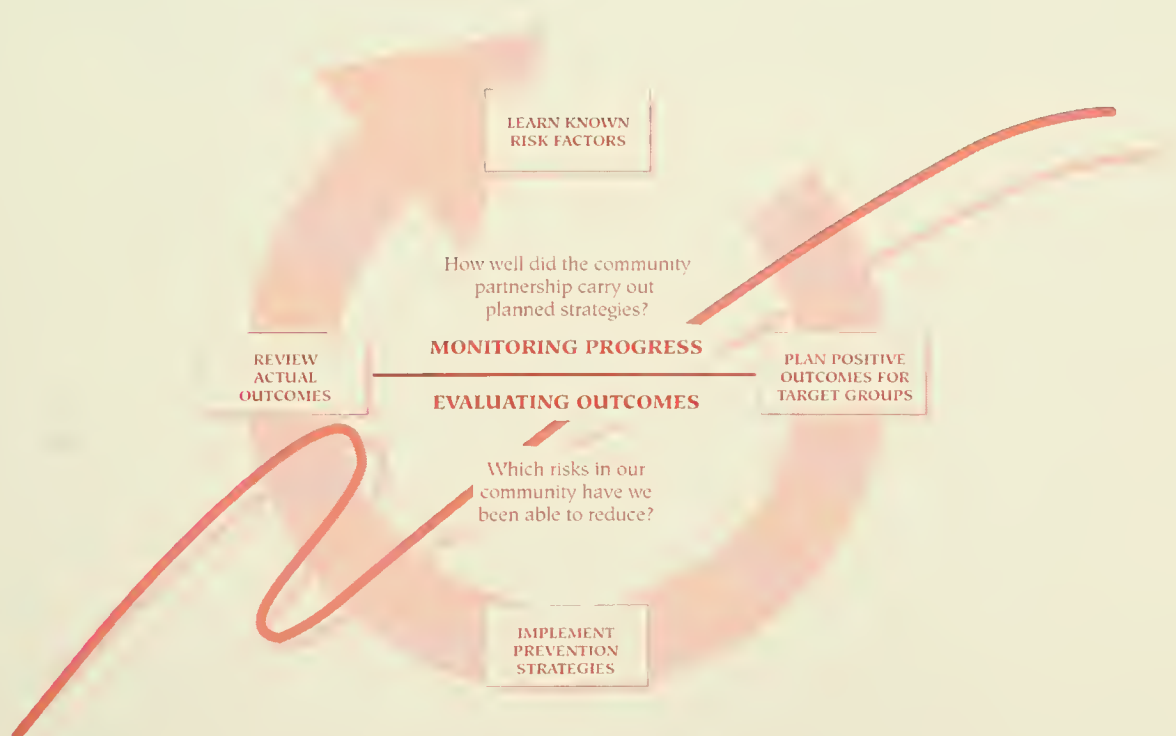 LEARN KNOWN
RISK FACTORS
How well did the community
partnership carry out
planned strategies?
MONITORING PROGRESS
REVIEW
ACTUAL
OUTCOMES
PLAN POSITIVE
OUTCOMES FOR
TARGET GROUPS
EVALUATING OUTCOMES
Which risks in our
community have we
been able to reduce?
IMPLEMENT
PREVENTION
STRATEGIES